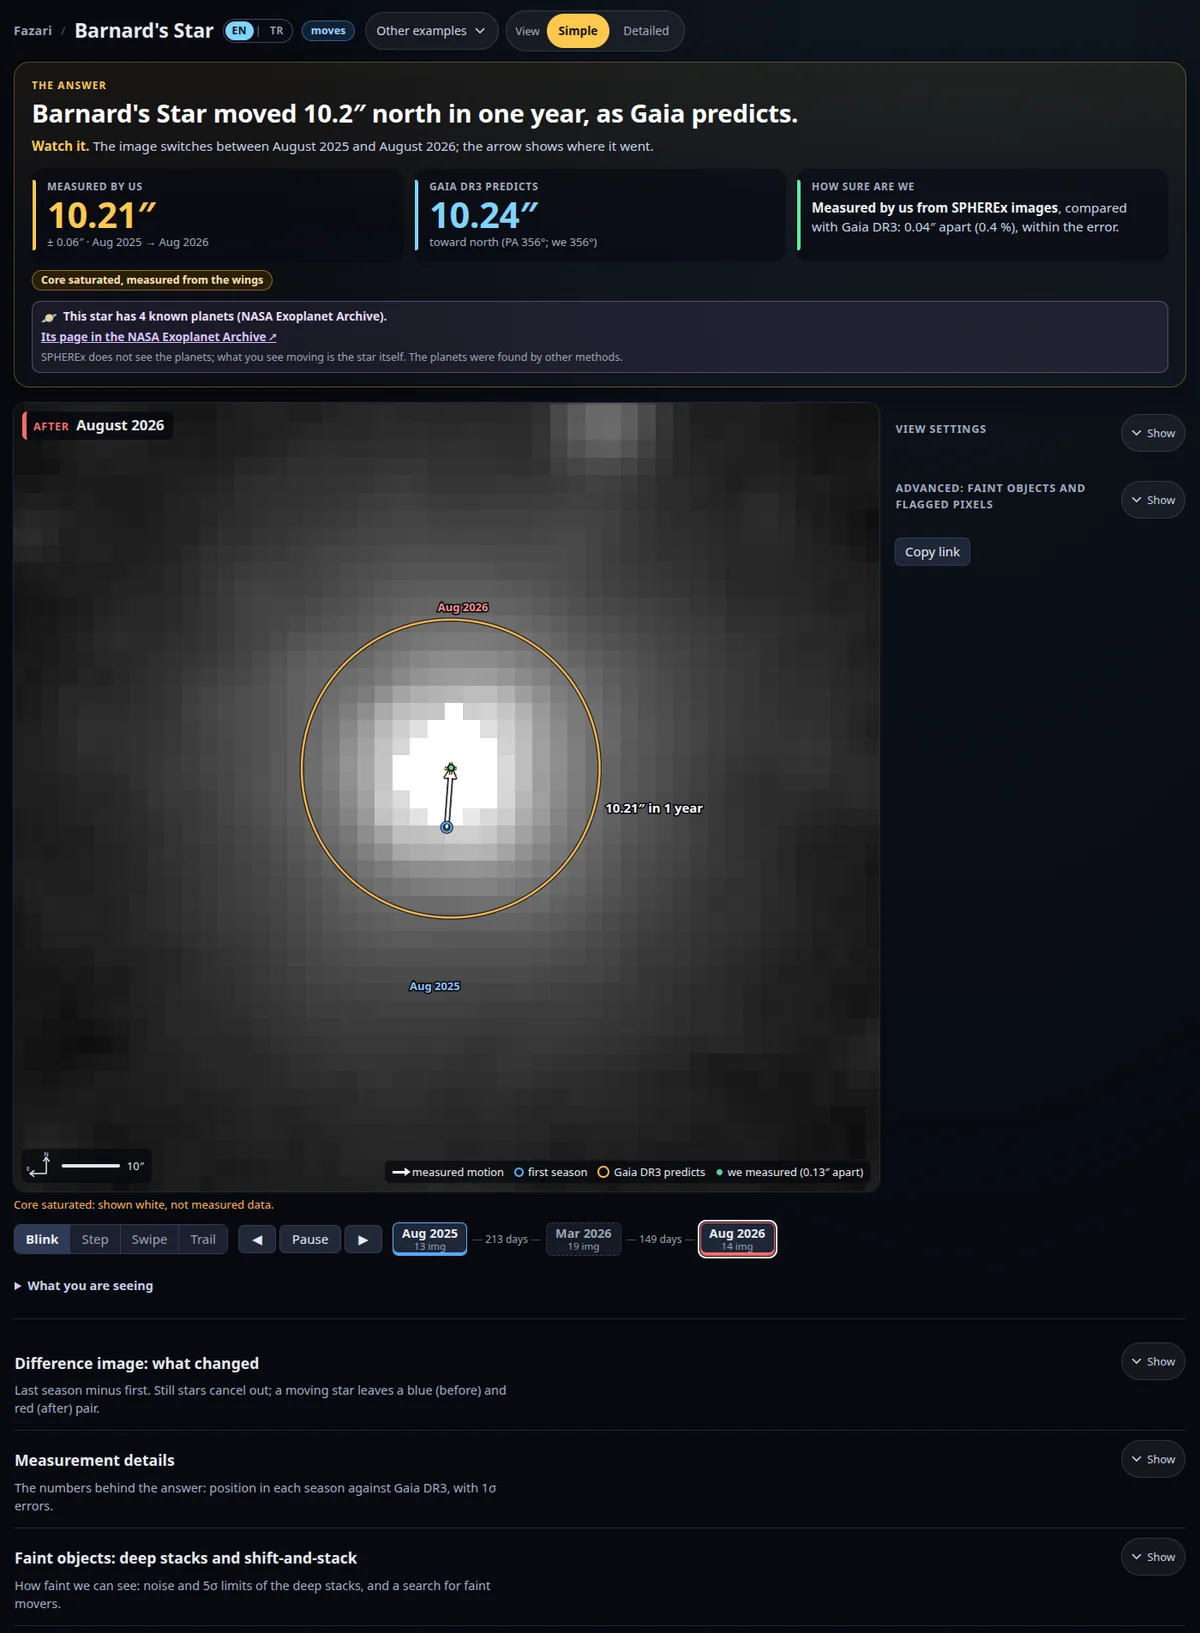 Fazari / Barnard's Star EN | TR moves Other examples View Simple Detailed
THE ANSWER
Barnard's Star moved 10.2″ north in one year, as Gaia predicts.
Watch it. The image switches between August 2025 and August 2026; the arrow shows where it went.
MEASURED BY US
10.21″
± 0.06″ · Aug 2025 → Aug 2026
GAIA DR3 PREDICTS
10.24″
toward north (PA 356°; we 356°)
HOW SURE ARE WE
Measured by us from SPHEREx images, compared
with Gaia DR3: 0.04″ apart (0.4 %), within the error.
Core saturated, measured from the wings
🪐 This star has 4 known planets (NASA Exoplanet Archive).
Its page in the NASA Exoplanet Archive ↗
SPHEREx does not see the planets; what you see moving is the star itself. The planets were found by other methods.
AFTER August 2026
VIEW SETTINGS
Show
ADVANCED: FAINT OBJECTS AND
FLAGGED PIXELS
Show
Copy link
Aug 2026
10.21″ in 1 year
Aug 2025
N
E
10″
measured motion first season Gaia DR3 predicts we measured (0.13″ apart)
Core saturated: shown white, not measured data.
Blink Step Swipe Trail ◀ Pause ▶
Aug 2025
13 img
— 213 days —
Mar 2026
19 img
— 149 days —
Aug 2026
14 img
▶ What you are seeing
Difference image: what changed
Show
Last season minus first. Still stars cancel out; a moving star leaves a blue (before) and
red (after) pair.
Measurement details
Show
The numbers behind the answer: position in each season against Gaia DR3, with 1σ
errors.
Faint objects: deep stacks and shift-and-stack
Show
How faint we can see: noise and 5σ limits of the deep stacks, and a search for faint
movers.